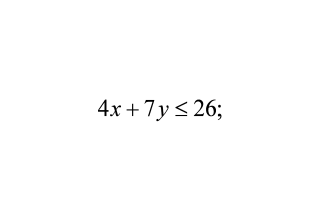 4x + 7y ≤ 26;